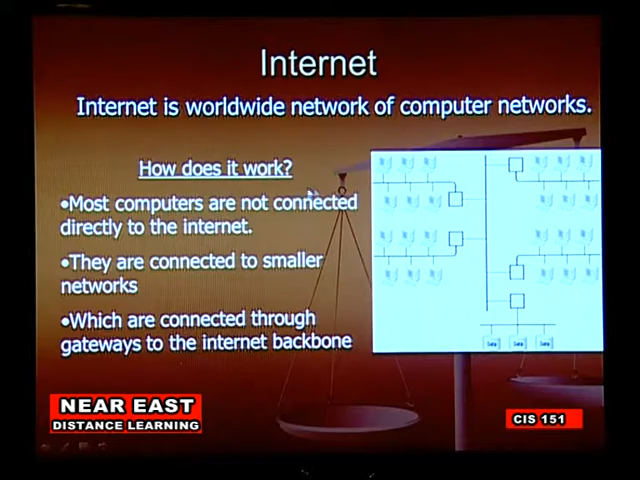 Internet
Internet is worldwide network of computer networks.
How does it work?
•Most computers are not connected
directly to the internet.
•They are connected to smaller
networks
•Which are connected through
gateways to the internet backbone
NEAR EAST
DISTANCE LEARNING
CIS 151